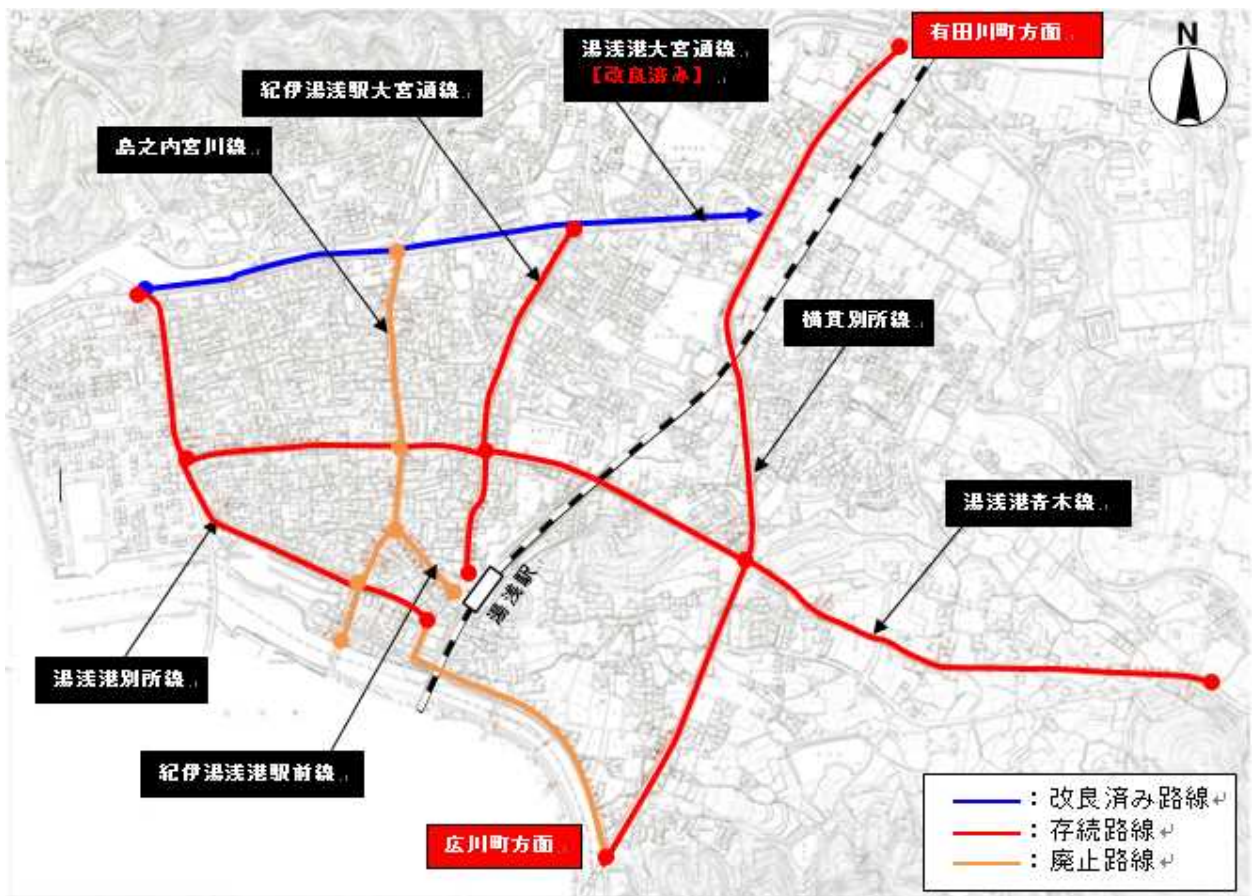 有田川町方面
N
湯浅港大宮通線
【改良済み】
紀伊湯浅駅大宮通線
島之内宮川線
横貫別所線
湯浅港青木線
湯浅駅
湯浅港別所線
紀伊湯浅港駅前線
広川町方面
：改良済み路線
：存続路線
：廃止路線